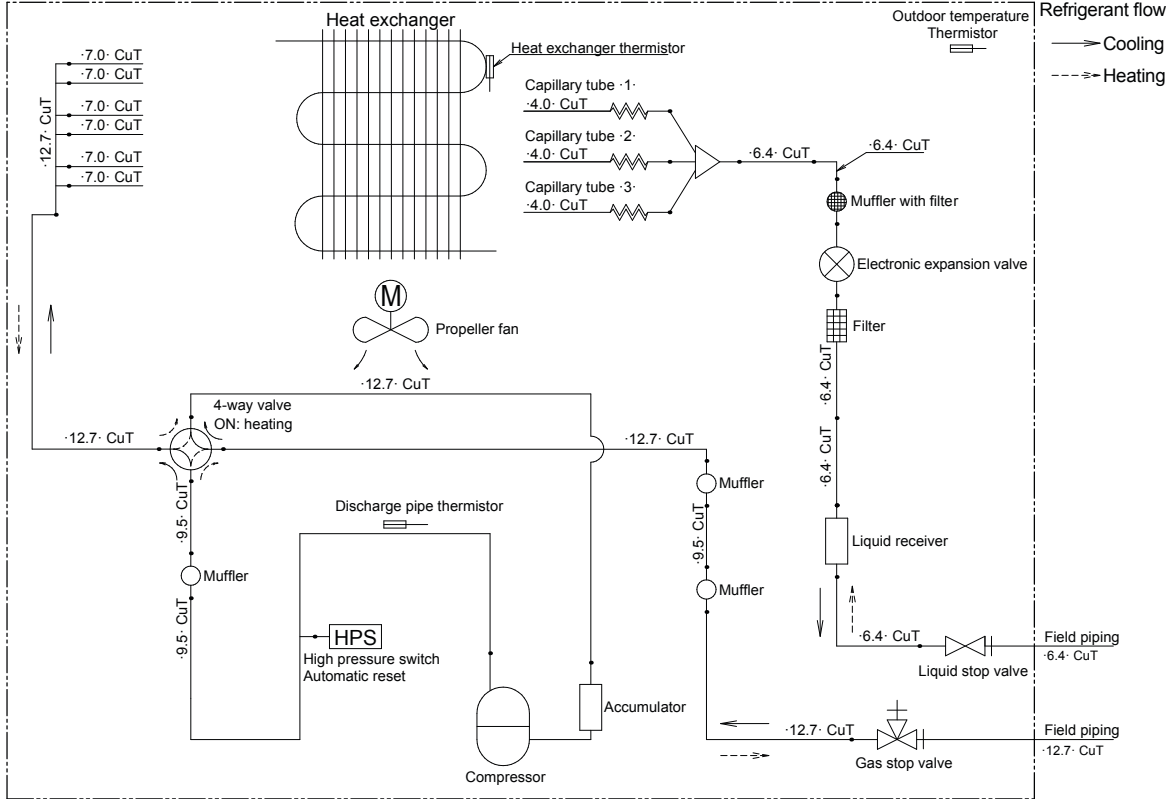 Heat exchanger
Heat exchanger thermistor
Outdoor temperature
Thermistor
Refrigerant flow
Cooling
Heating
·7.0· CuT
·7.0· CuT
·7.0· CuT
·7.0· CuT
·7.0· CuT
·7.0· CuT
·12.7· CuT
Capillary tube ·1·
·4.0· CuT
Capillary tube ·2·
·4.0· CuT
Capillary tube ·3·
·4.0· CuT
·6.4· CuT
·6.4· CuT
Muffler with filter
Electronic expansion valve
Filter
·6.4· CuT
·6.4· CuT
M
Propeller fan
·12.7· CuT
4-way valve
ON: heating
·12.7· CuT
·12.7· CuT
Muffler
·9.5· CuT
Muffler
·9.5· CuT
Muffler
·9.5· CuT
Discharge pipe thermistor
HPS
High pressure switch
Automatic reset
Compressor
Accumulator
Liquid receiver
·6.4· CuT
Liquid stop valve
Field piping
·6.4· CuT
·12.7· CuT
Gas stop valve
Field piping
·12.7· CuT